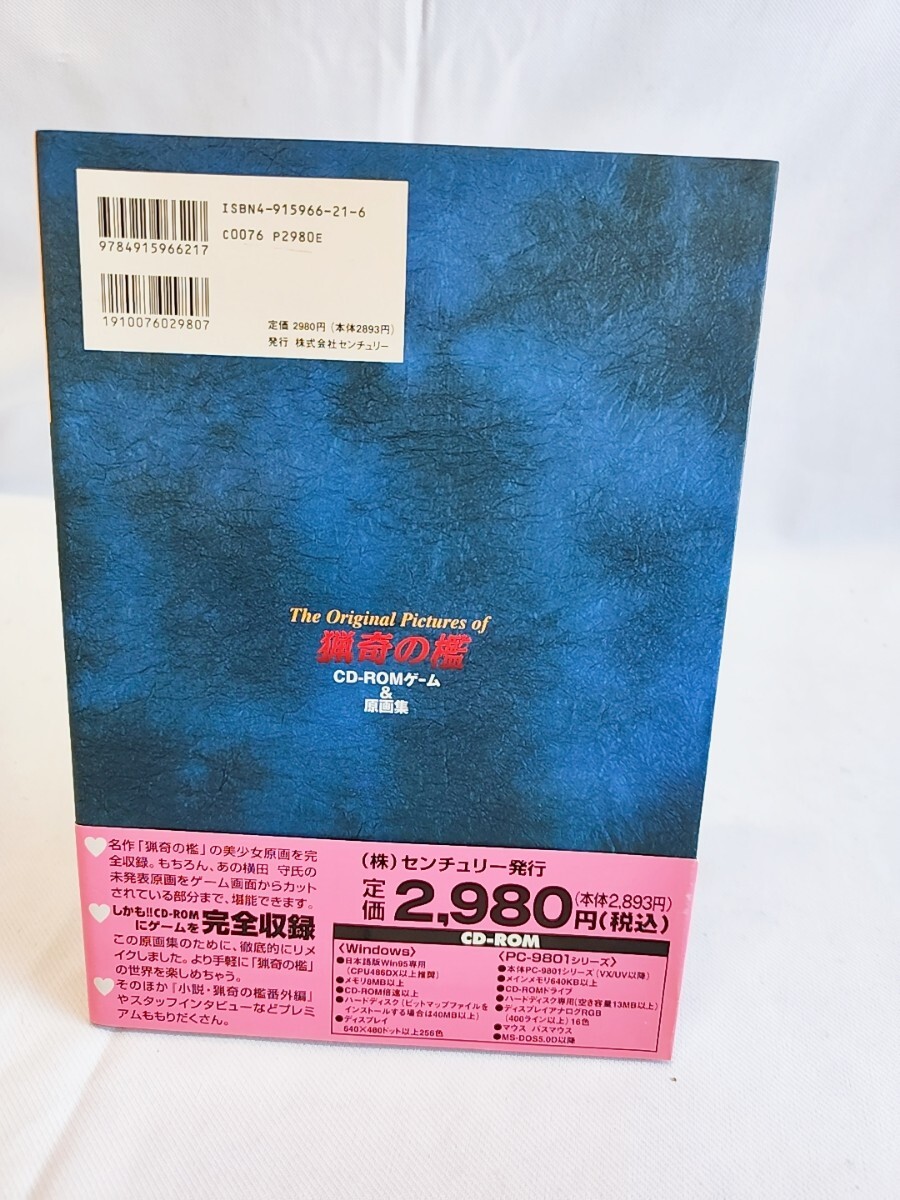 ISBN4-915966-21-6
C0076 P2980E
9784915966217
1910076029807
定価 2980円 (本体2893円)
発行 株式会社センチュリー
The Original Pictures of
猟奇の檻
CD-ROMゲーム
&
原画集
名作「猟奇の檻」の美少女原画を完
全収録。もちろん、あの横田 守氏の
未発表原画をゲーム画面からカット
されている部分まで、堪能できます。
しかも!!CD-ROM
にゲームを完全収録
この原画集のために、徹底的にリメ
イクしました。より手軽に「猟奇の檻」
の世界を楽しめちゃう。
そのほか『小説・猟奇の檻番外編』
やスタッフインタビューなどプレミ
アムももりだくさん。
(株)センチュリー発行
定価2,980円(税込)(本体2,893円)
CD-ROM
〈Windows〉
●日本語版Win95専用
(CPU486DX以上推奨)
●メモリ8MB以上
●CD-ROM倍速以上
●ハードディスク(ビットマップファイルを
インストールする場合は40MB以上)
●ディスプレイ
640×480ドット以上256色
〈PC-9801シリーズ〉
●本体PC-9801シリーズ(VX/UV以降)
●メインメモリ640KB以上
●CD-ROMドライブ
●ハードディスク専用(空き容量13MB以上)
●ディスプレイアナログRGB
(400ライン以上)16色
●マウス バスマウス
●MS-DOS5.0D以降